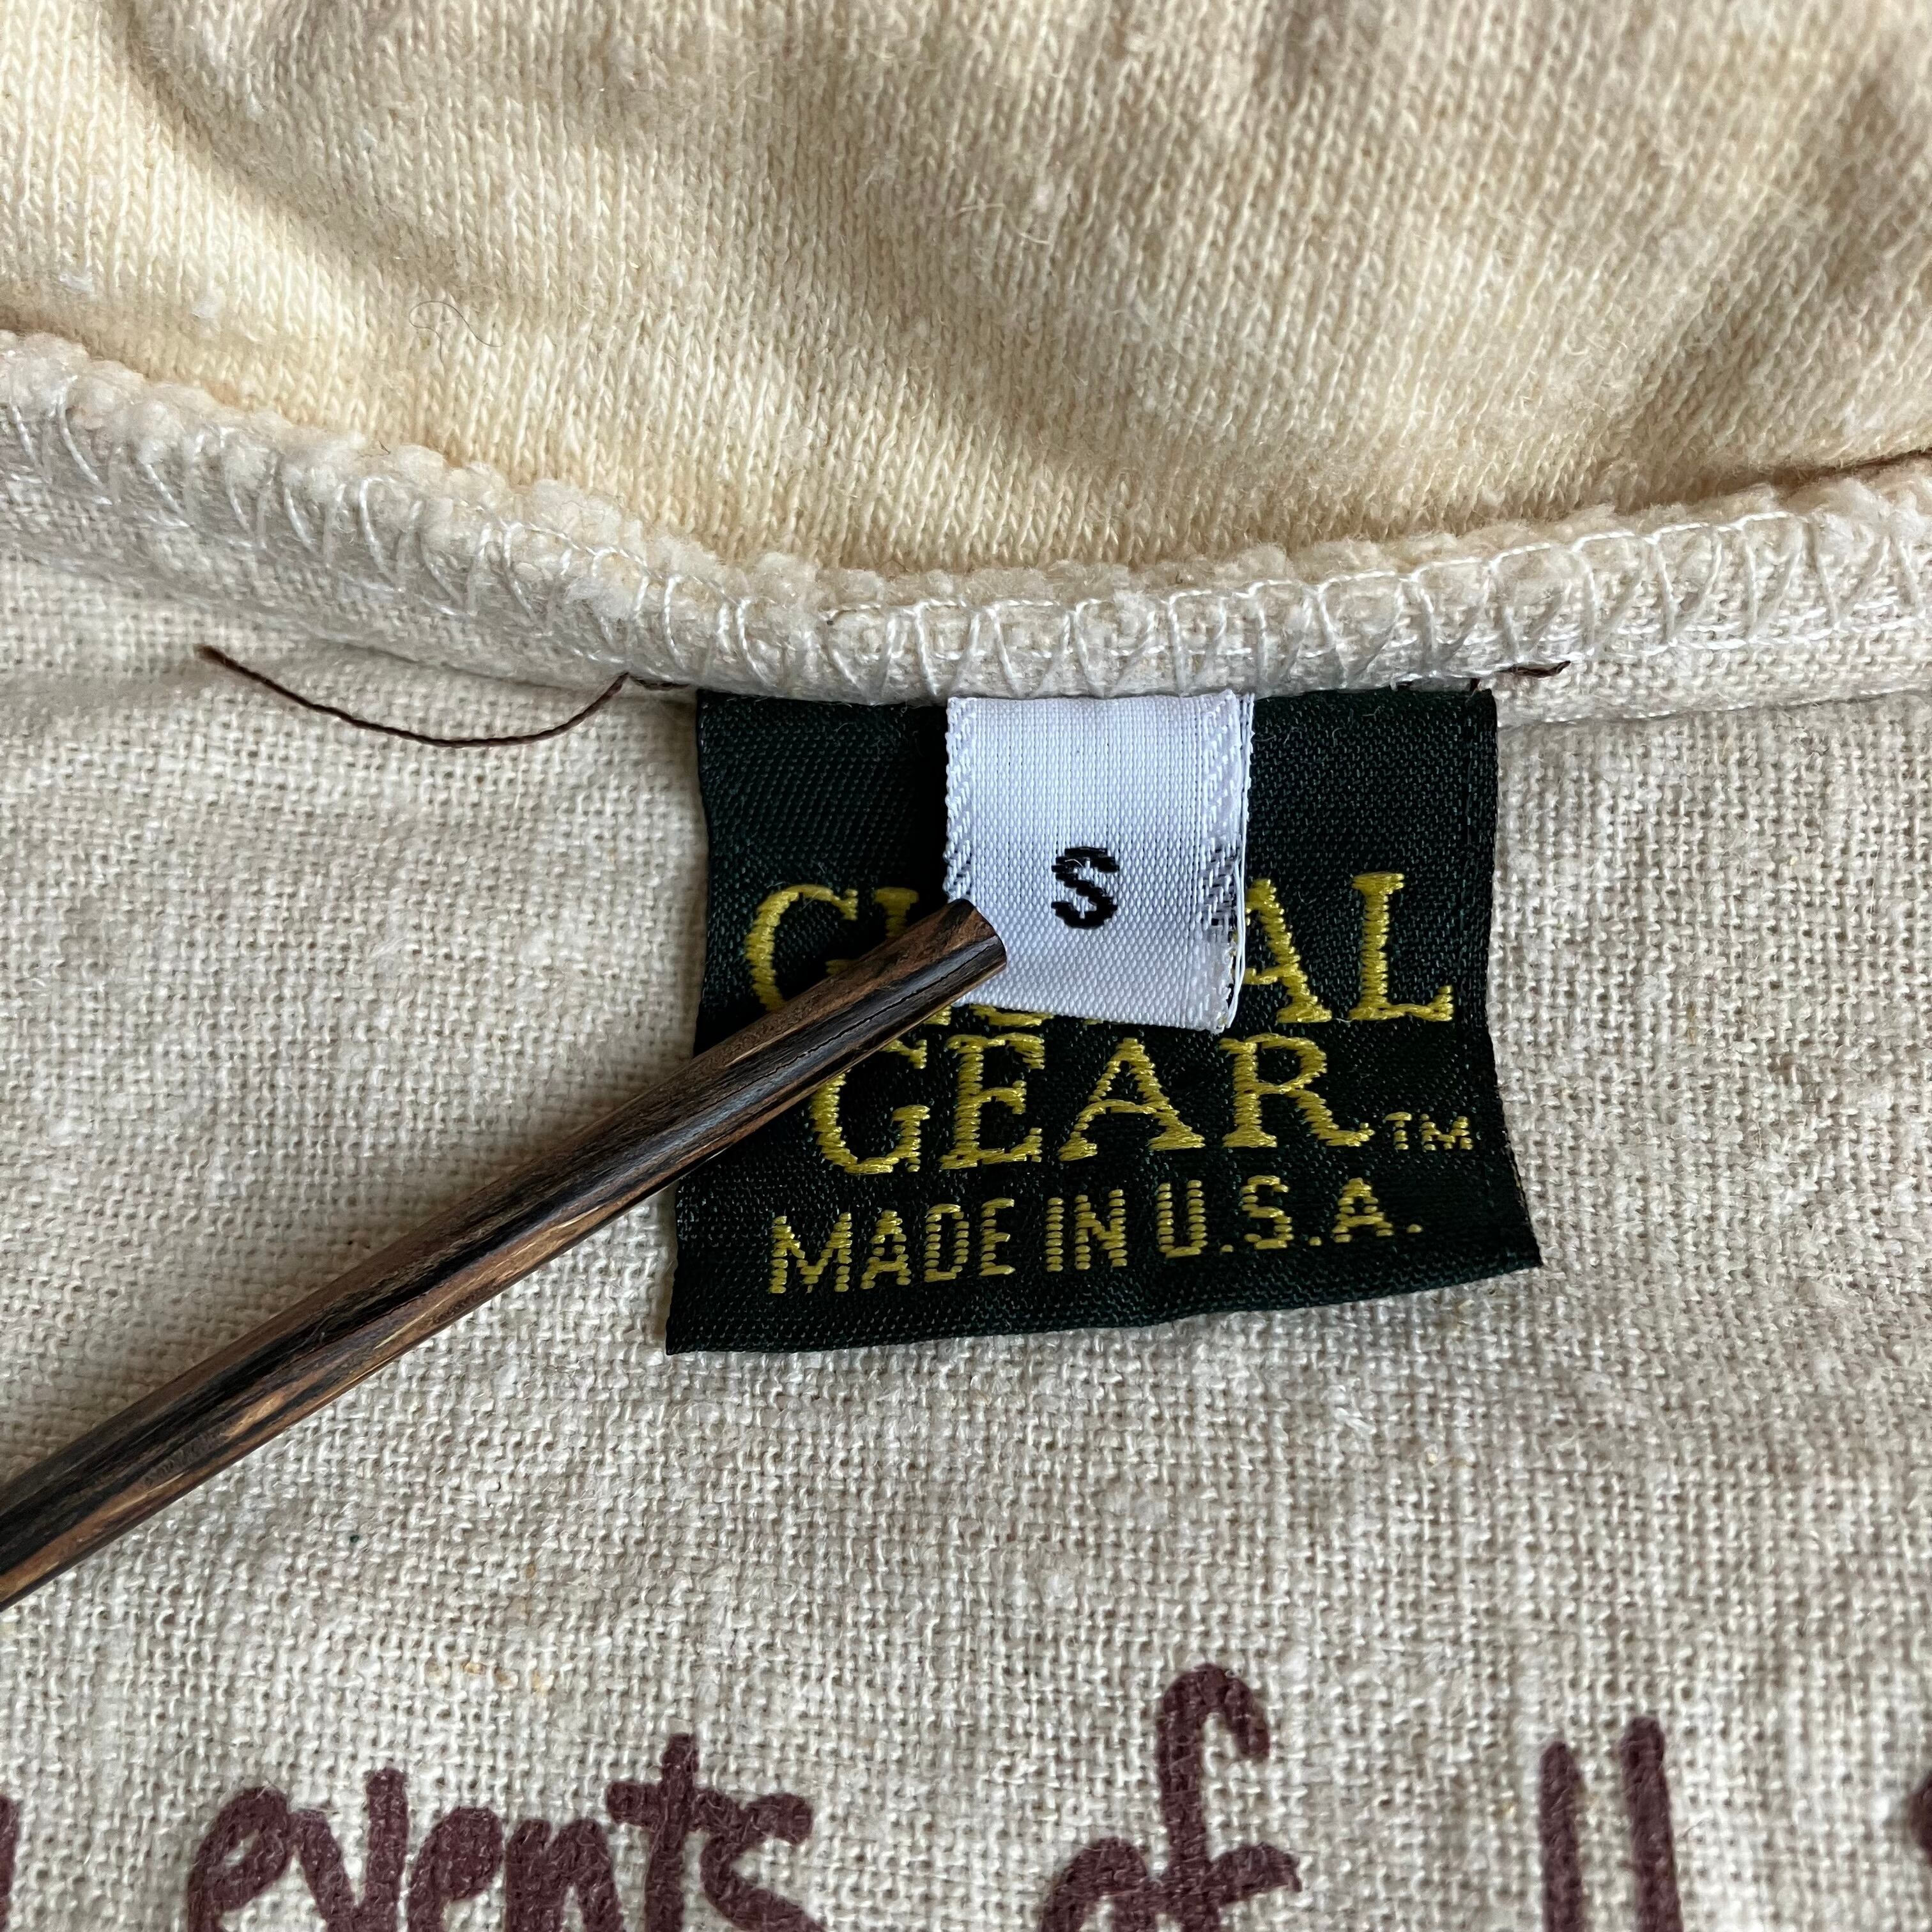 S
GEAR™
MADE IN U.S.A.
events of